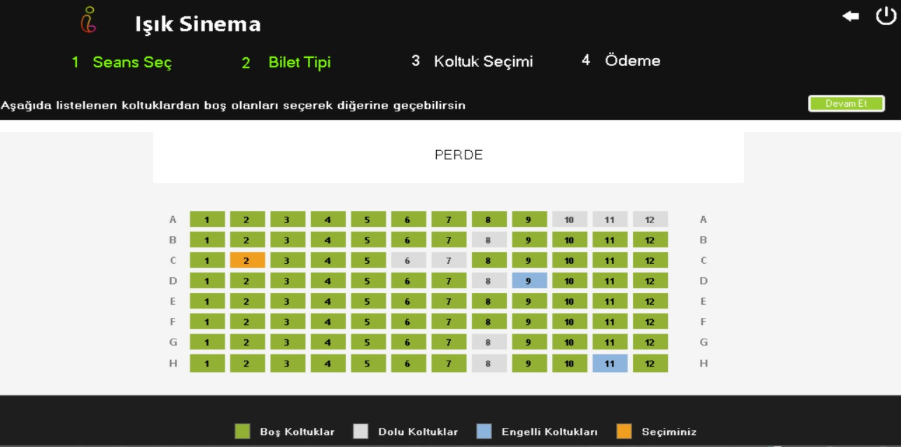 Işık Sinema
1 Seans Seç 2 Bilet Tipi 3 Koltuk Seçimi 4 Ödeme
Aşağıda listelenen koltuklardan boş olanları seçerek diğerine geçebilirsin Devam Et
PERDE
A 1 2 3 4 5 6 7 8 9 10 11 12 A
B 1 2 3 4 5 6 7 8 9 10 11 12 B
C 1 2 3 4 5 6 7 8 9 10 11 12 C
D 1 2 3 4 5 6 7 8 9 10 11 12 D
E 1 2 3 4 5 6 7 8 9 10 11 12 E
F 1 2 3 4 5 6 7 8 9 10 11 12 F
G 1 2 3 4 5 6 7 8 9 10 11 12 G
H 1 2 3 4 5 6 7 8 9 10 11 12 H
Boş Koltuklar Dolu Koltuklar Engelli Koltukları Seçiminiz